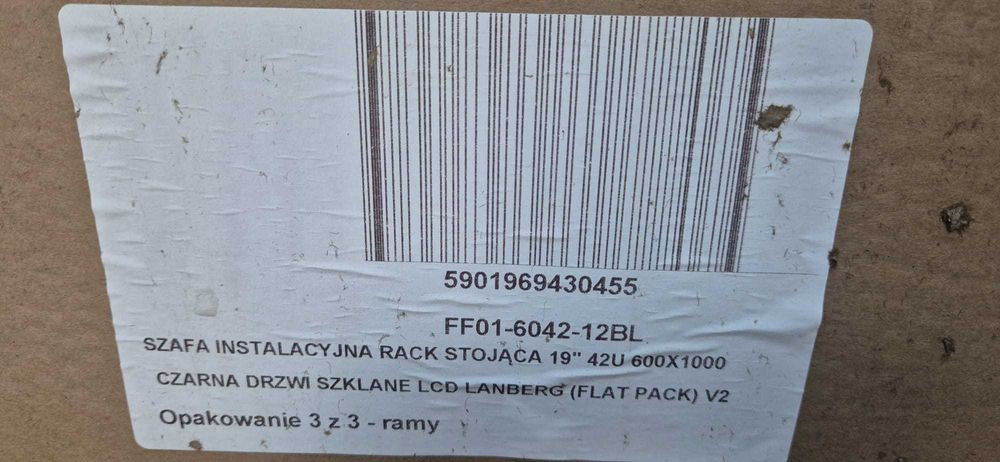 5901969430455
FF01-6042-12BL
SZAFA INSTALACYJNA RACK STOJĄCA 19" 42U 600X1000
CZARNA DRZWI SZKLANE LCD LANBERG (FLAT PACK) V2
Opakowanie 3 z 3 - ramy